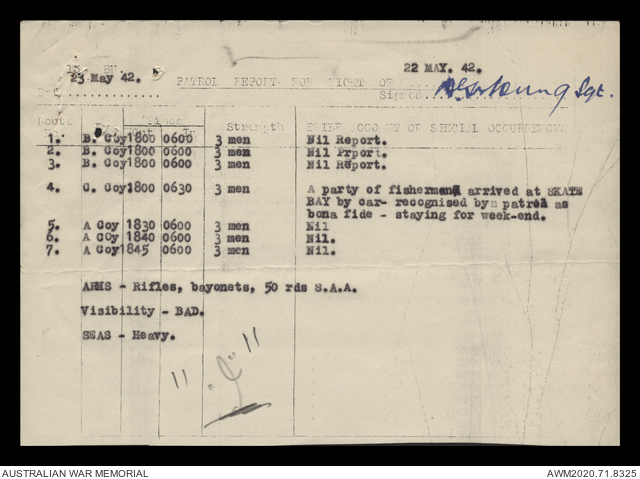 23 May 42.
22 MAY. 42.
PATROL REPORT FOR NIGHT OF
Signed Sgt.
Route
Times
Strength
BRIEF ACCOUNT OF SPECIAL OCCURRENCES
1. B. Coy 1800 0600 3 men Nil Report.
2. B. Coy 1800 0600 3 men Nil Prport.
3. B. Coy 1800 0600 3 men Nil Report.
4. C. Coy 1800 0630 3 men A party of fishermen arrived at SKATE
BAY by car- recognised by patrol as
bona fide - staying for week-end.
5. A Coy 1830 0600 3 men Nil
6. A Coy 1840 0600 3 men Nil.
7. A Coy 1845 0600 3 men Nil.
ARMS - Rifles, bayonets, 50 rds S.A.A.
Visibility - BAD.
SEAS - Heavy.
AUSTRALIAN WAR MEMORIAL
AWM2020.71.8325